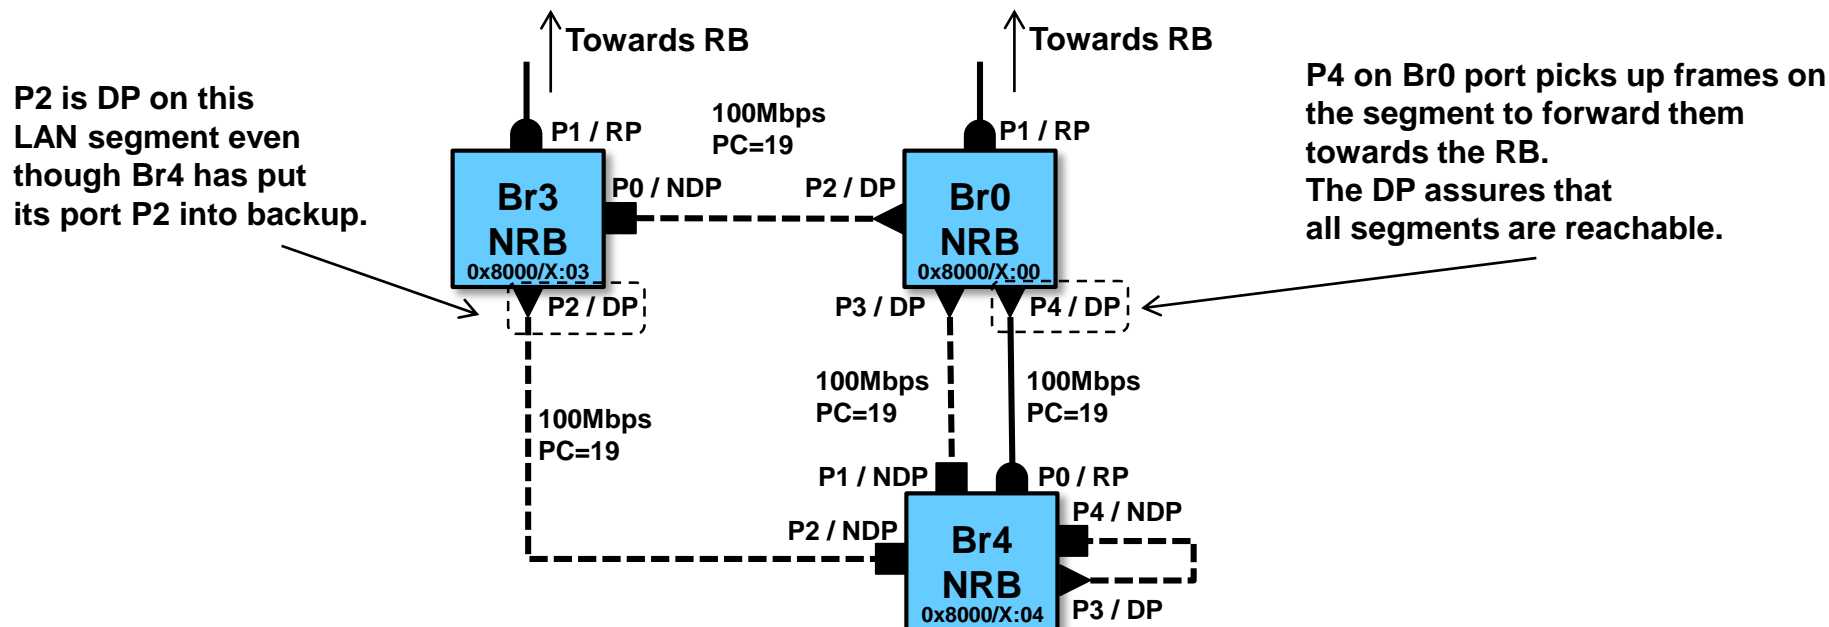 Towards RB
Towards RB
P2 is DP on this
LAN segment even
though Br4 has put
its port P2 into backup.
P4 on Br0 port picks up frames on
the segment to forward them
towards the RB.
The DP assures that
all segments are reachable.
100Mbps
PC=19
P1 / RP
P1 / RP
Br3
NRB
0x8000/X:03
P0 / NDP
P2 / DP
Br0
NRB
0x8000/X:00
P2 / DP
P3 / DP
P4 / DP
100Mbps
PC=19
100Mbps
PC=19
100Mbps
PC=19
P1 / NDP
P0 / RP
P2 / NDP
P4 / NDP
Br4
NRB
0x8000/X:04
P3 / DP